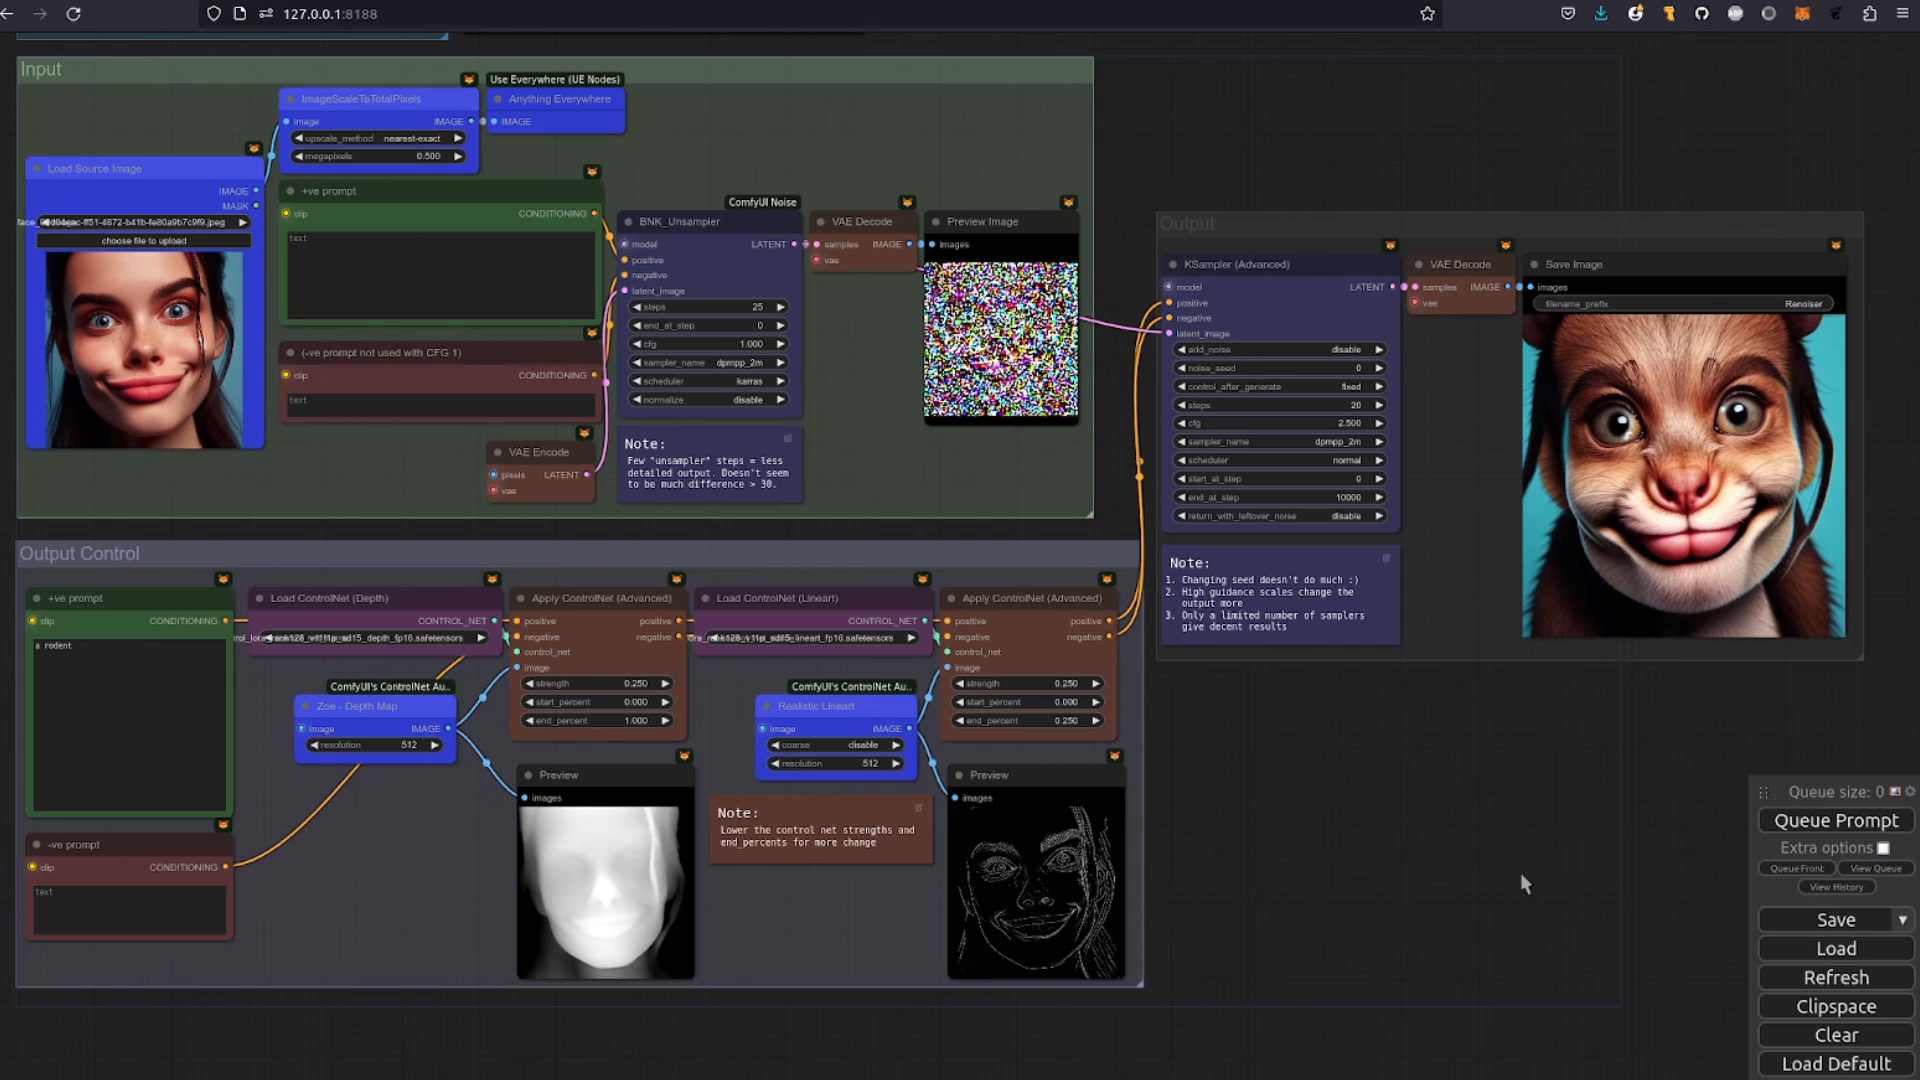 127.0.0.1:8188
Input
Use Everywhere (UE Nodes)
ImageScaleToTotalPixels
Anything Everywhere
image IMAGE
IMAGE
upscale_method nearest-exact
megapixels 0.500
Load Source Image
IMAGE
MASK
choose file to upload
+ve prompt
clip CONDITIONING
text
(-ve prompt not used with CFG 1)
clip CONDITIONING
text
VAE Encode
pixels LATENT
vae
ComfyUI Noise
BNK_Unsampler
model LATENT
positive
negative
latent_image
steps 25
end_at_step 0
cfg 1.000
sampler_name dpmpp_2m
scheduler karras
normalize disable
Note:
Few "unsampler" steps = less
detailed output. Doesn't seem
to be much difference > 30.
VAE Decode
samples IMAGE
vae
Preview Image
images
Output
KSampler (Advanced)
model LATENT
positive
negative
latent_image
add_noise disable
noise_seed 0
control_after_generate fixed
steps 20
cfg 2.500
sampler_name dpmpp_2m
scheduler normal
start_at_step 0
end_at_step 10000
return_with_leftover_noise disable
Note:
1. Changing seed doesn't do much :)
2. High guidance scales change the
output more
3. Only a limited number of samplers
give decent results
VAE Decode
samples IMAGE
vae
Save Image
images
filename_prefix Renoiser
Output Control
+ve prompt
clip CONDITIONING
a rodent
-ve prompt
clip CONDITIONING
text
Load ControlNet (Depth)
CONTROL_NET
ComfyUI's ControlNet Au..
Zoe - Depth Map
image IMAGE
resolution 512
Apply ControlNet (Advanced)
positive positive
negative negative
control_net
image
strength 0.250
start_percent 0.000
end_percent 1.000
Preview
images
Load ControlNet (Lineart)
CONTROL_NET
ComfyUI's ControlNet Au..
Realistic Lineart
image IMAGE
coarse disable
resolution 512
Note:
Lower the control net strengths and
end_percents for more change
Apply ControlNet (Advanced)
positive positive
negative negative
control_net
image
strength 0.250
start_percent 0.000
end_percent 0.250
Preview
images
Queue size: 0
Queue Prompt
Extra options
Queue Front View Queue
View History
Save
Load
Refresh
Clipspace
Clear
Load Default